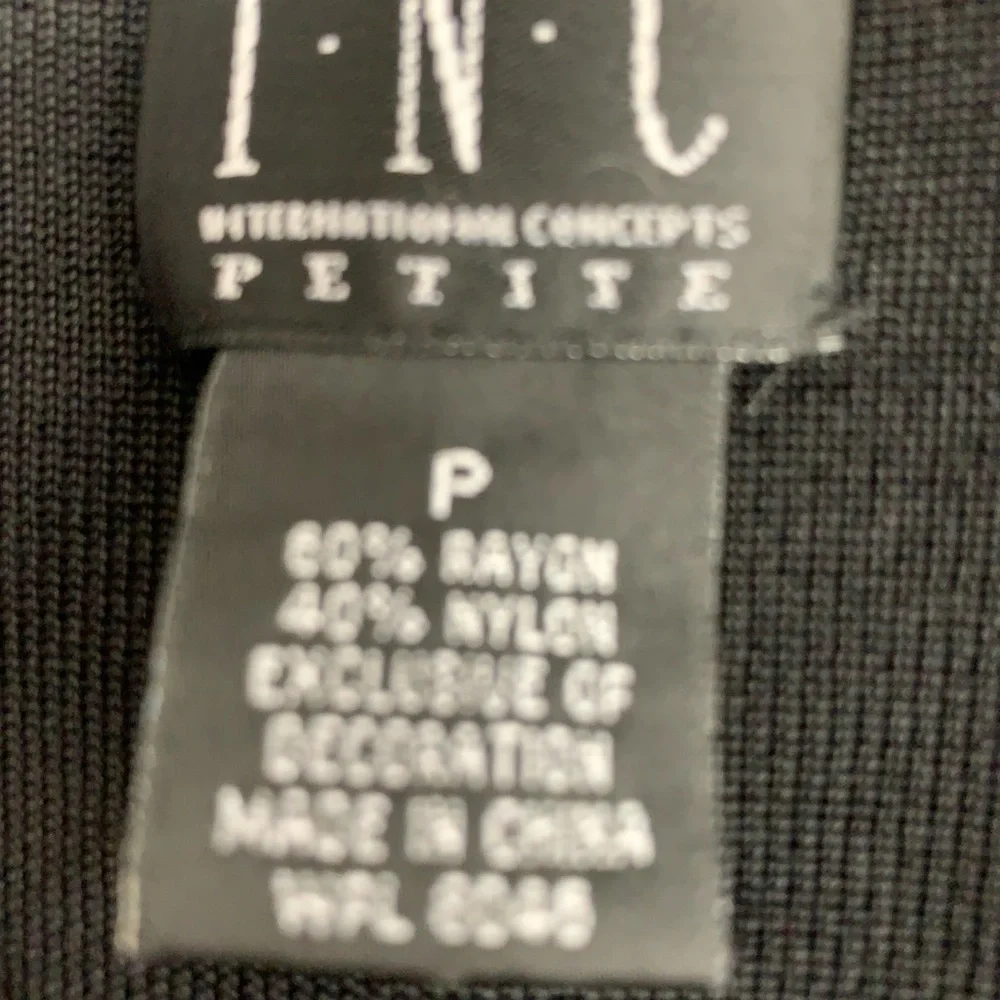 I·N·C
INTERNATIONAL CONCEPTS
PETITE
P
60% RAYON
40% NYLON
EXCLUSIVE OF
DECORATION
MADE IN CHINA
WPL